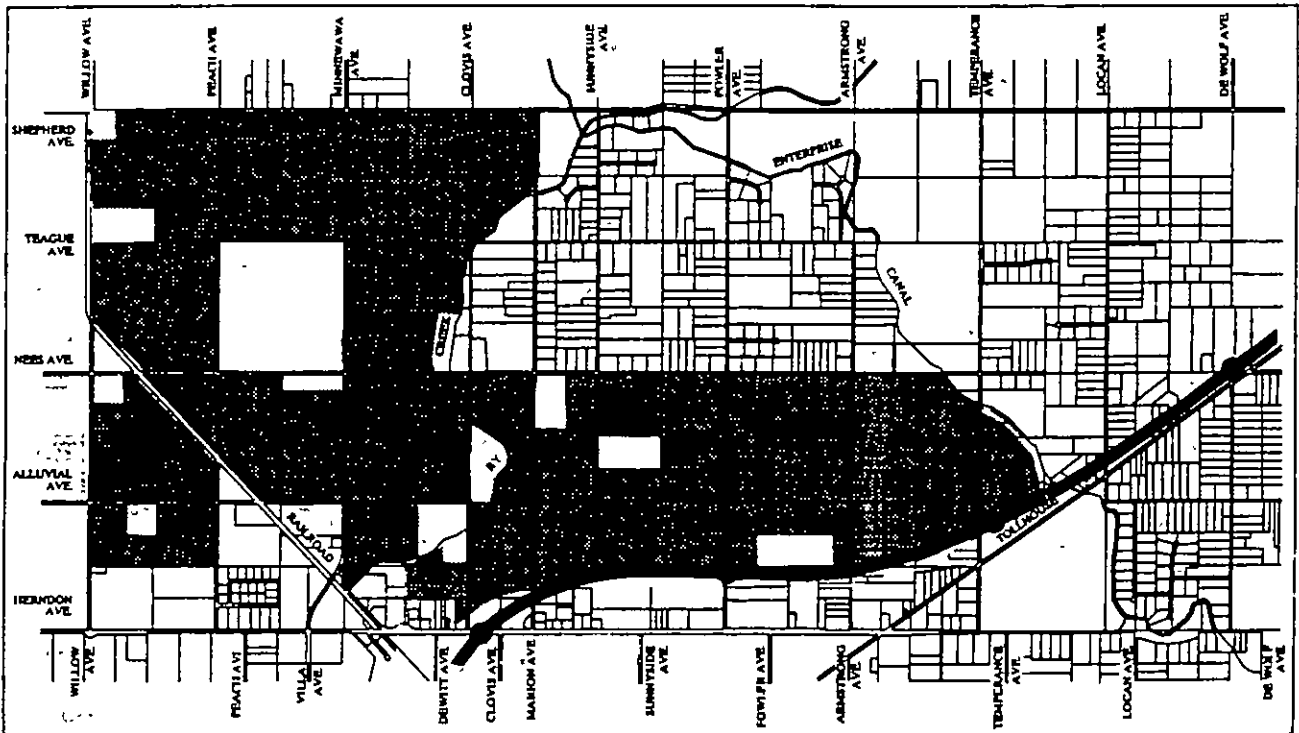 WILLOW AVE.
PEACH AVE.
MINNEWAWA
AVE.
CLOVIS AVE.
SUNNYSIDE
AVE.
FOWLER
AVE.
ARMSTRONG
AVE.
TEMPERANCE
AVE.
LOCAN AVE.
DE WOLF AVE.
SHEPHERD
AVE.
TEAGUE
AVE.
NEES AVE.
ALLUVIAL
AVE.
HERNDON
AVE.
ENTERPRISE
CANAL
CREEK
RY
RAILROAD
TOLLHOUSE
WILLOW
AVE.
PEACH AVE
VILLA
AVE.
DEWITT AVE.
CLOVIS AVE.
MARION AVE.
SUNNYSIDE
AVE.
FOWLER AVE.
ARMSTRONG
AVE.
TEMPERANCE
AVE.
LOCAN AVE.
DE WOLF
AVE.